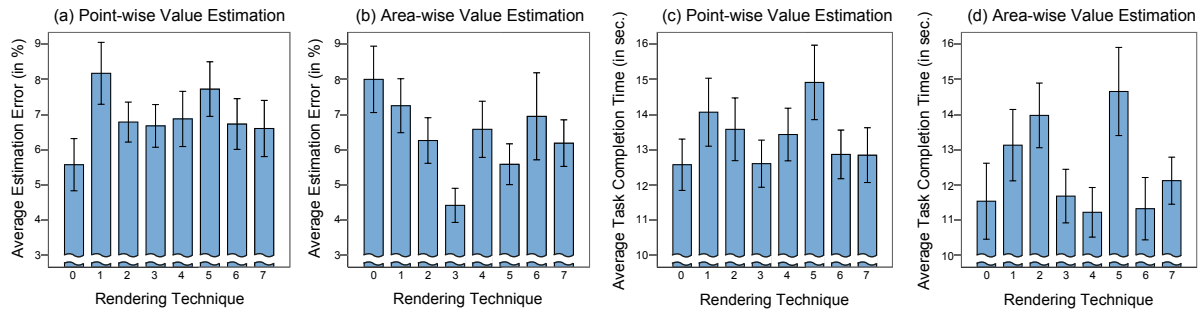 (a) Point-wise Value Estimation
Average Estimation Error (in %)
9
8
7
6
5
4
3
0 1 2 3 4 5 6 7
Rendering Technique
(b) Area-wise Value Estimation
Average Estimation Error (in %)
9
8
7
6
5
4
3
0 1 2 3 4 5 6 7
Rendering Technique
(c) Point-wise Value Estimation
Average Task Completion Time (in sec.)
16
15
14
13
12
11
10
0 1 2 3 4 5 6 7
Rendering Technique
(d) Area-wise Value Estimation
Average Task Completion Time (in sec.)
16
15
14
13
12
11
10
0 1 2 3 4 5 6 7
Rendering Technique